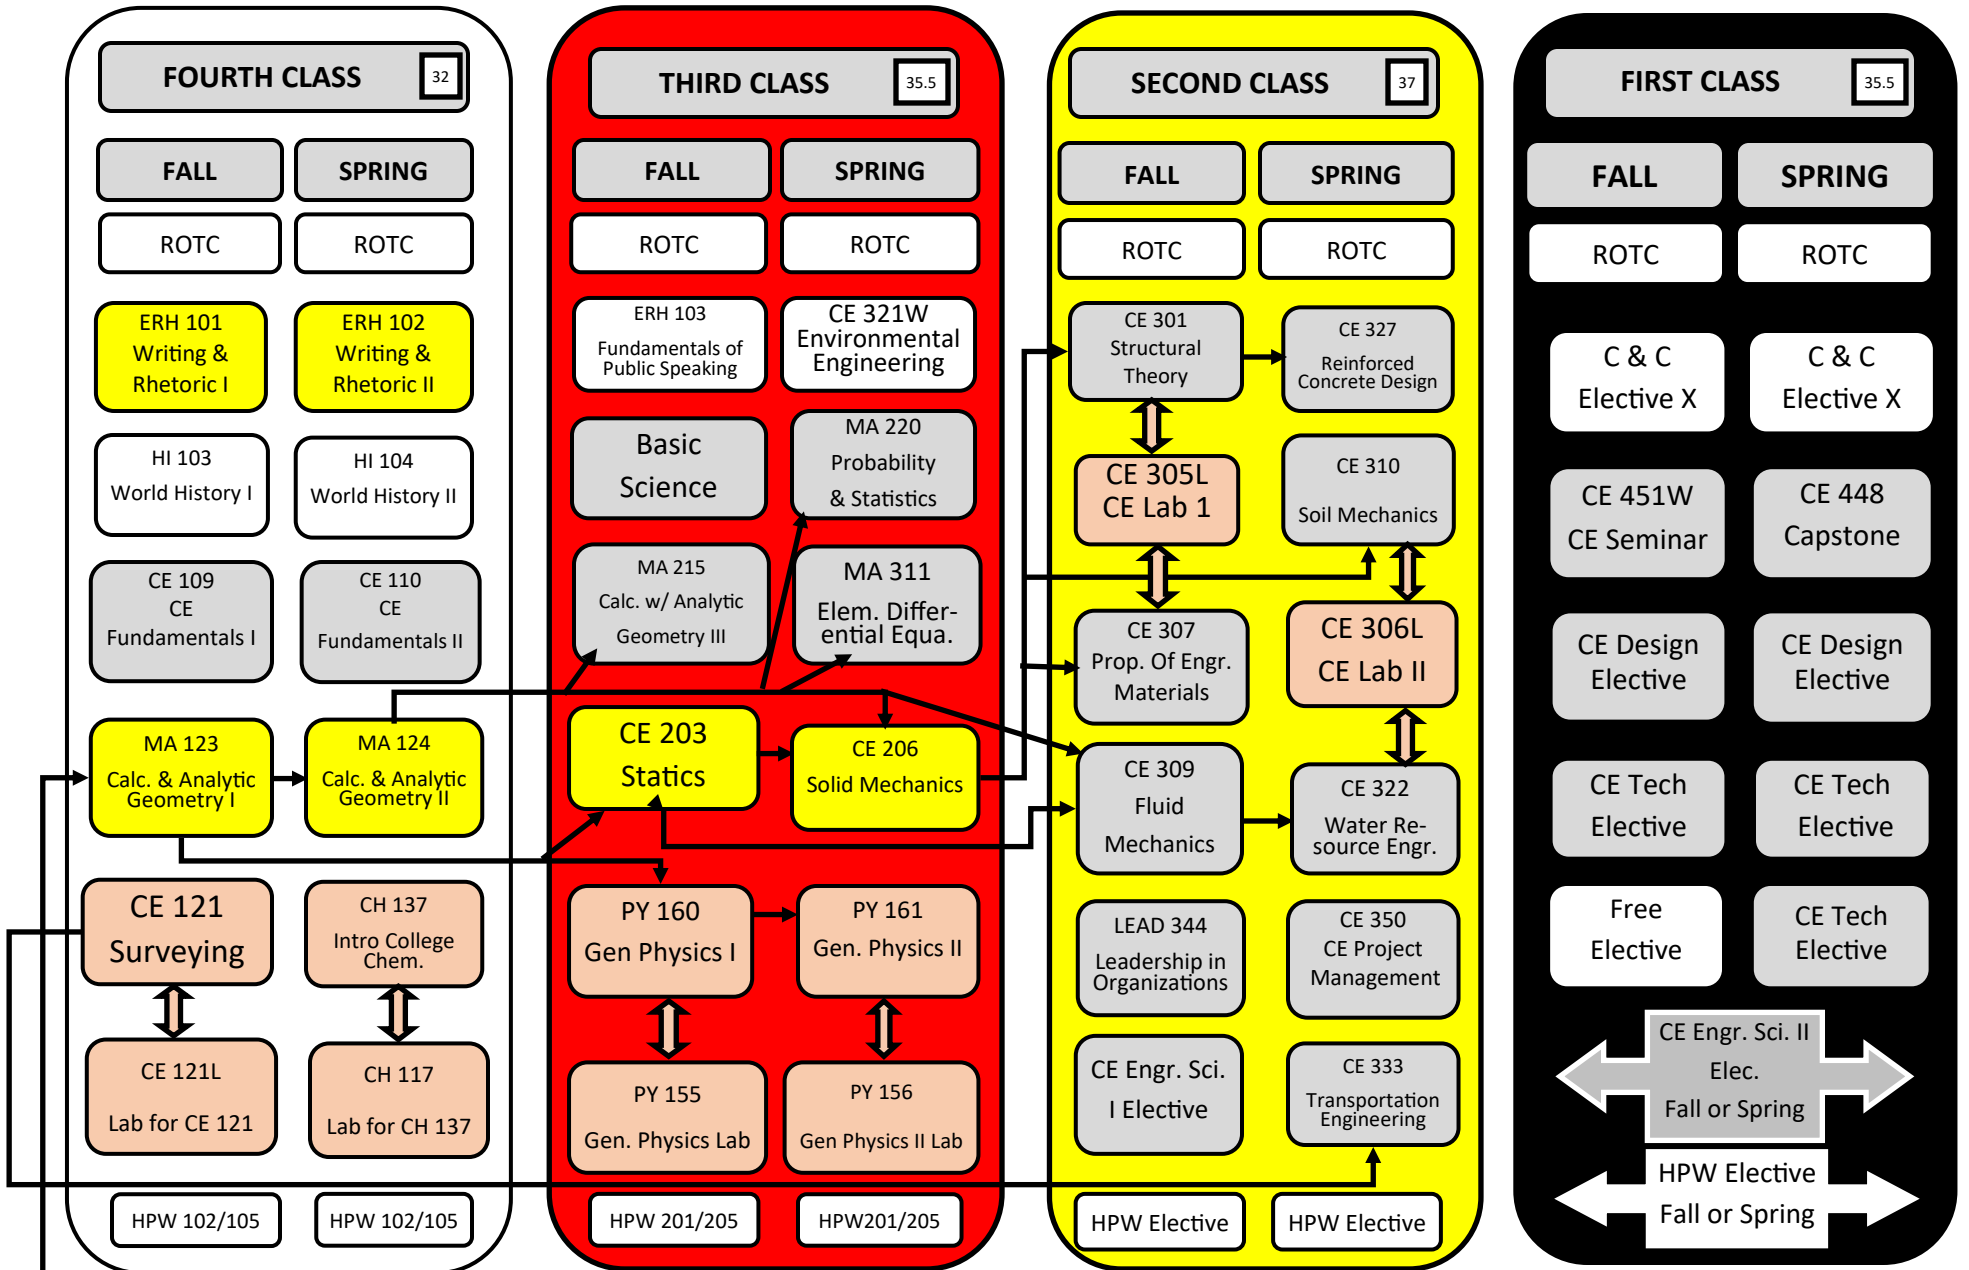 FOURTH CLASS
32
FALL
SPRING
ROTC
ROTC
ERH 101
Writing &
Rhetoric I
ERH 102
Writing &
Rhetoric II
HI 103
World History I
HI 104
World History II
CE 109
CE
Fundamentals I
CE 110
CE
Fundamentals II
MA 123
Calc. & Analytic
Geometry I
MA 124
Calc. & Analytic
Geometry II
CE 121
Surveying
CH 137
Intro College
Chem.
CE 121L
Lab for CE 121
CH 117
Lab for CH 137
HPW 102/105
HPW 102/105
THIRD CLASS
35.5
FALL
SPRING
ROTC
ROTC
ERH 103
Fundamentals of
Public Speaking
CE 321W
Environmental
Engineering
Basic
Science
MA 220
Probability
& Statistics
MA 215
Calc. w/ Analytic
Geometry III
MA 311
Elem. Differ-
ential Equa.
CE 203
Statics
CE 206
Solid Mechanics
PY 160
Gen Physics I
PY 161
Gen. Physics II
PY 155
Gen. Physics Lab
PY 156
Gen Physics II Lab
HPW 201/205
HPW201/205
SECOND CLASS
37
FALL
SPRING
ROTC
ROTC
CE 301
Structural
Theory
CE 327
Reinforced
Concrete Design
CE 305L
CE Lab 1
CE 310
Soil Mechanics
CE 307
Prop. Of Engr.
Materials
CE 306L
CE Lab II
CE 309
Fluid
Mechanics
CE 322
Water Re-
source Engr.
LEAD 344
Leadership in
Organizations
CE 350
CE Project
Management
CE Engr. Sci.
I Elective
CE 333
Transportation
Engineering
HPW Elective
HPW Elective
FIRST CLASS
35.5
FALL
SPRING
ROTC
ROTC
C & C
Elective X
C & C
Elective X
CE 451W
CE Seminar
CE 448
Capstone
CE Design
Elective
CE Design
Elective
CE Tech
Elective
CE Tech
Elective
Free
Elective
CE Tech
Elective
CE Engr. Sci. II
Elec.
Fall or Spring
HPW Elective
Fall or Spring